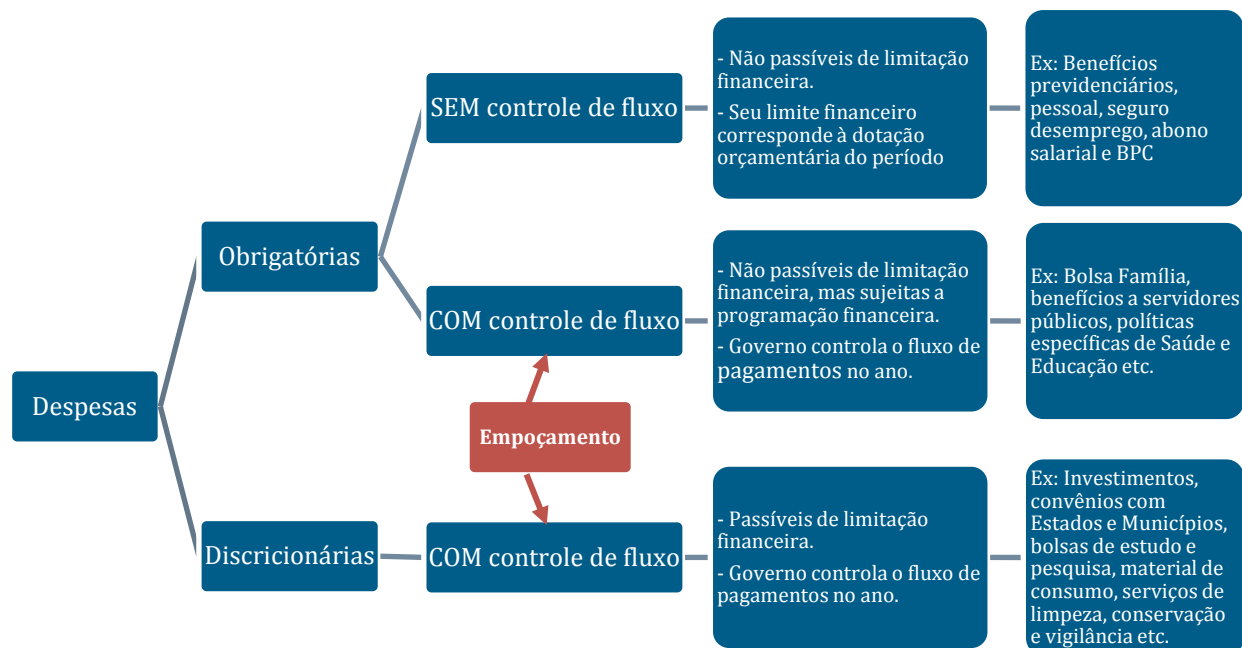 Despesas
Obrigatórias
SEM controle de fluxo
- Não passíveis de limitação
financeira.
- Seu limite financeiro
corresponde à dotação
orçamentária do período
Ex: Benefícios
previdenciários,
pessoal, seguro
desemprego, abono
salarial e BPC
COM controle de fluxo
- Não passíveis de limitação
financeira, mas sujeitas a
programação financeira.
- Governo controla o fluxo de
pagamentos no ano.
Ex: Bolsa Família,
benefícios a servidores
públicos, políticas
específicas de Saúde e
Educação etc.
Empoçamento
Discricionárias
COM controle de fluxo
- Passíveis de limitação
financeira.
- Governo controla o fluxo de
pagamentos no ano.
Ex: Investimentos,
convênios com
Estados e Municípios,
bolsas de estudo e
pesquisa, material de
consumo, serviços de
limpeza, conservação
e vigilância etc.